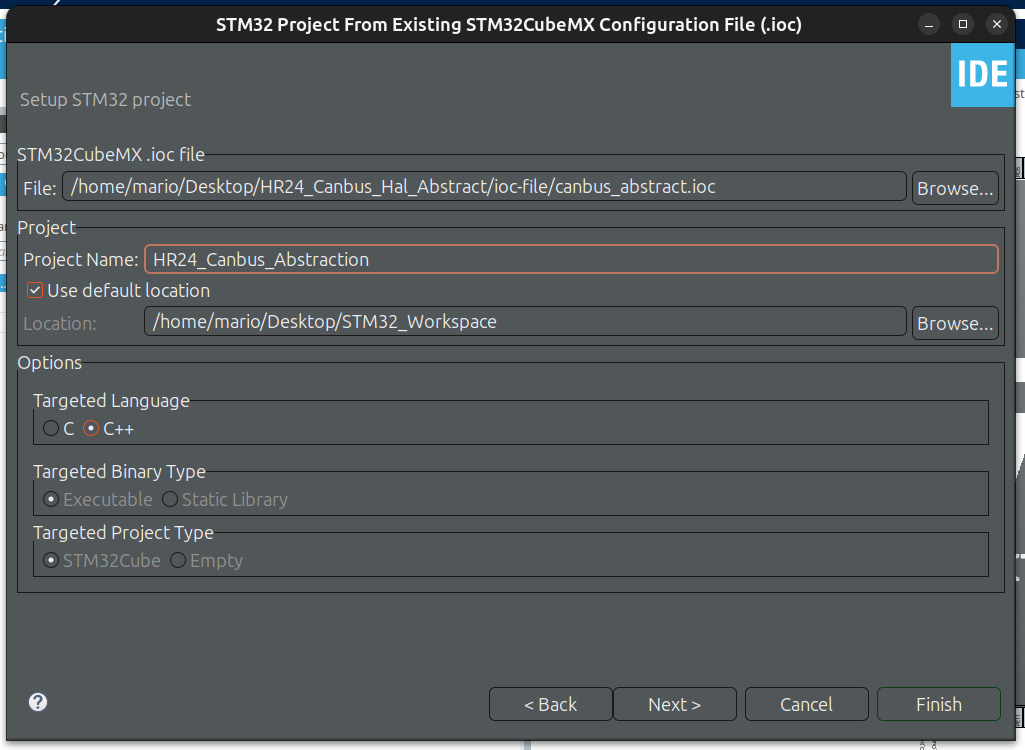 STM32 Project From Existing STM32CubeMX Configuration File (.ioc)
IDE
Setup STM32 project
STM32CubeMX .ioc file
File: /home/mario/Desktop/HR24_Canbus_Hal_Abstract/ioc-file/canbus_abstract.ioc Browse...
Project
Project Name: HR24_Canbus_Abstraction
Use default location
Location: /home/mario/Desktop/STM32_Workspace Browse...
Options
Targeted Language
C C++
Targeted Binary Type
Executable Static Library
Targeted Project Type
STM32Cube Empty
? < Back Next > Cancel Finish